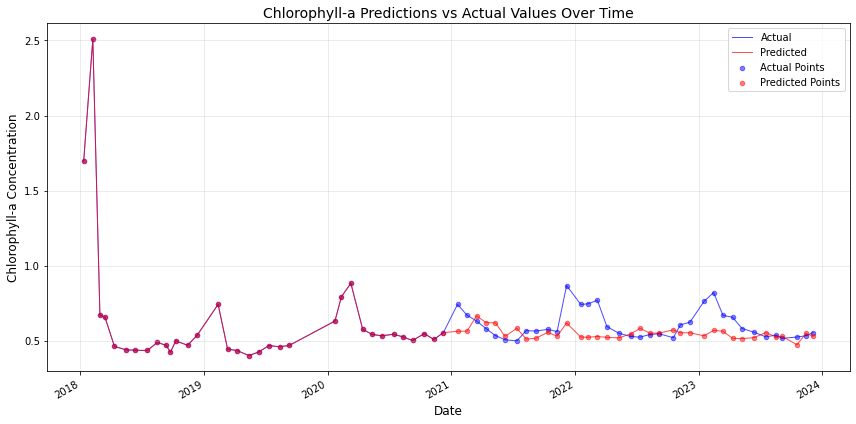 Chlorophyll-a Predictions vs Actual Values Over Time
Actual
Predicted
Actual Points
Predicted Points
Chlorophyll-a Concentration
2.5
2.0
1.5
1.0
0.5
2018
2019
2020
2021
2022
2023
2024
Date